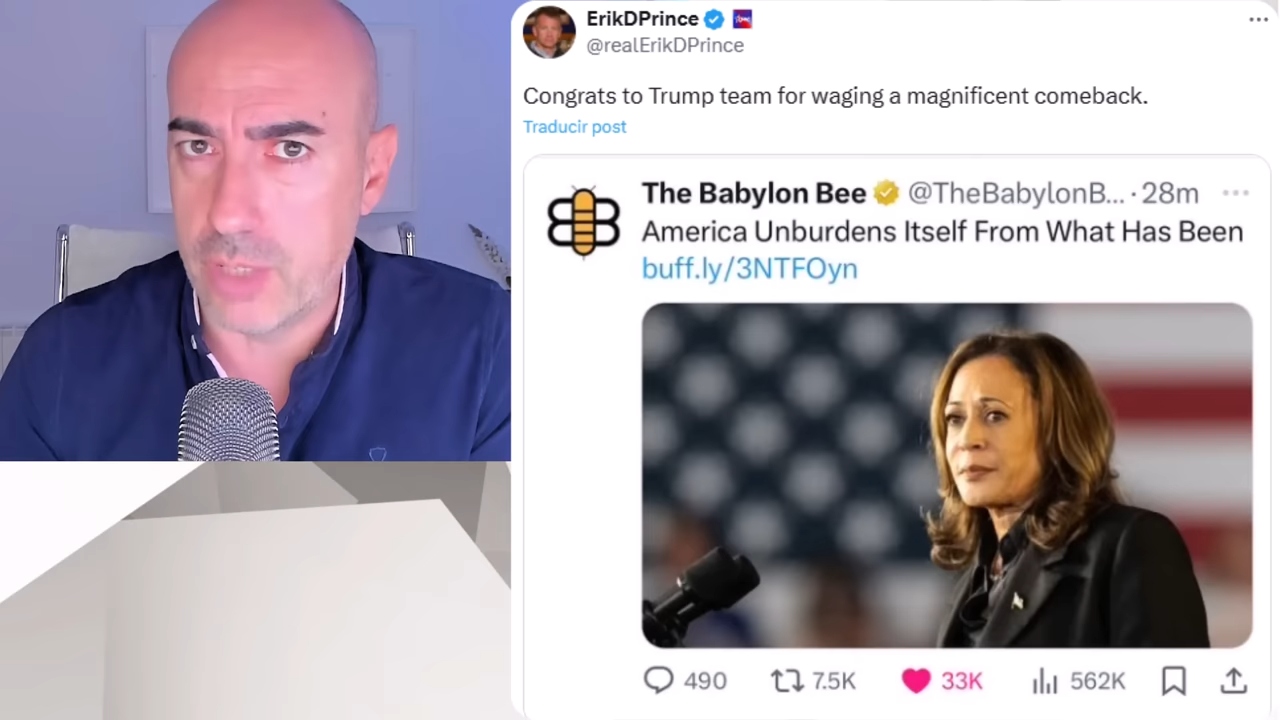 ErikDPrince
@realErikDPrince
Congrats to Trump team for waging a magnificent comeback.
Traducir post
The Babylon Bee @TheBabylonB... · 28m
America Unburdens Itself From What Has Been
buff.ly/3NTFOyn
490 7.5K 33K 562K